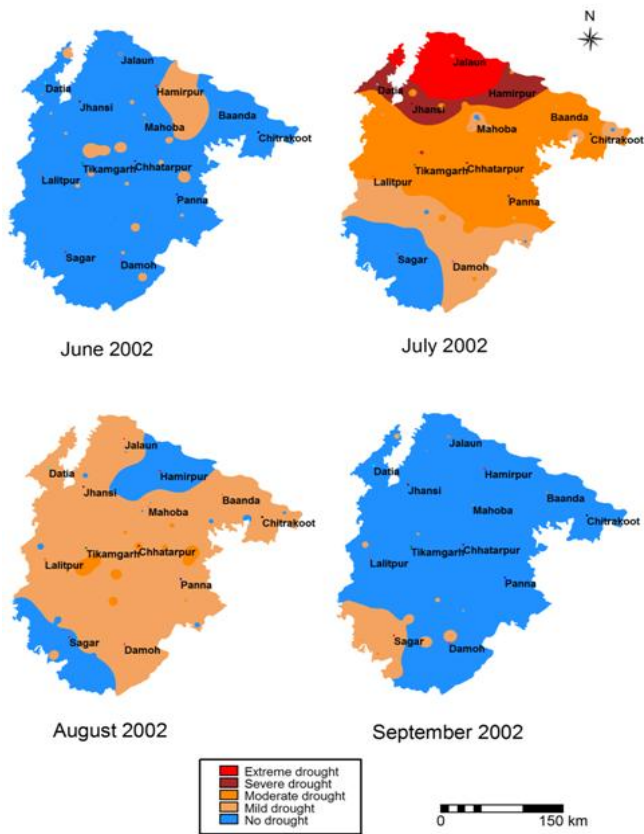 N
Jalaun
Hamirpur
Datia
Jhansi
Baanda
Mahoba
Chitrakoot
Tikamgarh Chhatarpur
Lalitpur
Panna
Sagar
Damoh
June 2002
Jalaun
Datia
Hamirpur
Jhansi
Baanda
Mahoba
Chitrakoot
Tikamgarh Chhatarpur
Lalitpur
Panna
Sagar
Damoh
July 2002
Jalaun
Datia
Hamirpur
Jhansi
Baanda
Mahoba
Chitrakoot
Tikamgarh Chhatarpur
Lalitpur
Panna
Sagar
Damoh
August 2002
Jalaun
Datia
Hamirpur
Jhansi
Baanda
Mahoba
Chitrakoot
Tikamgarh Chhatarpur
Lalitpur
Panna
Sagar
Damoh
September 2002
Extreme drought
Severe drought
Moderate drought
Mild drought
No drought
0 150 km